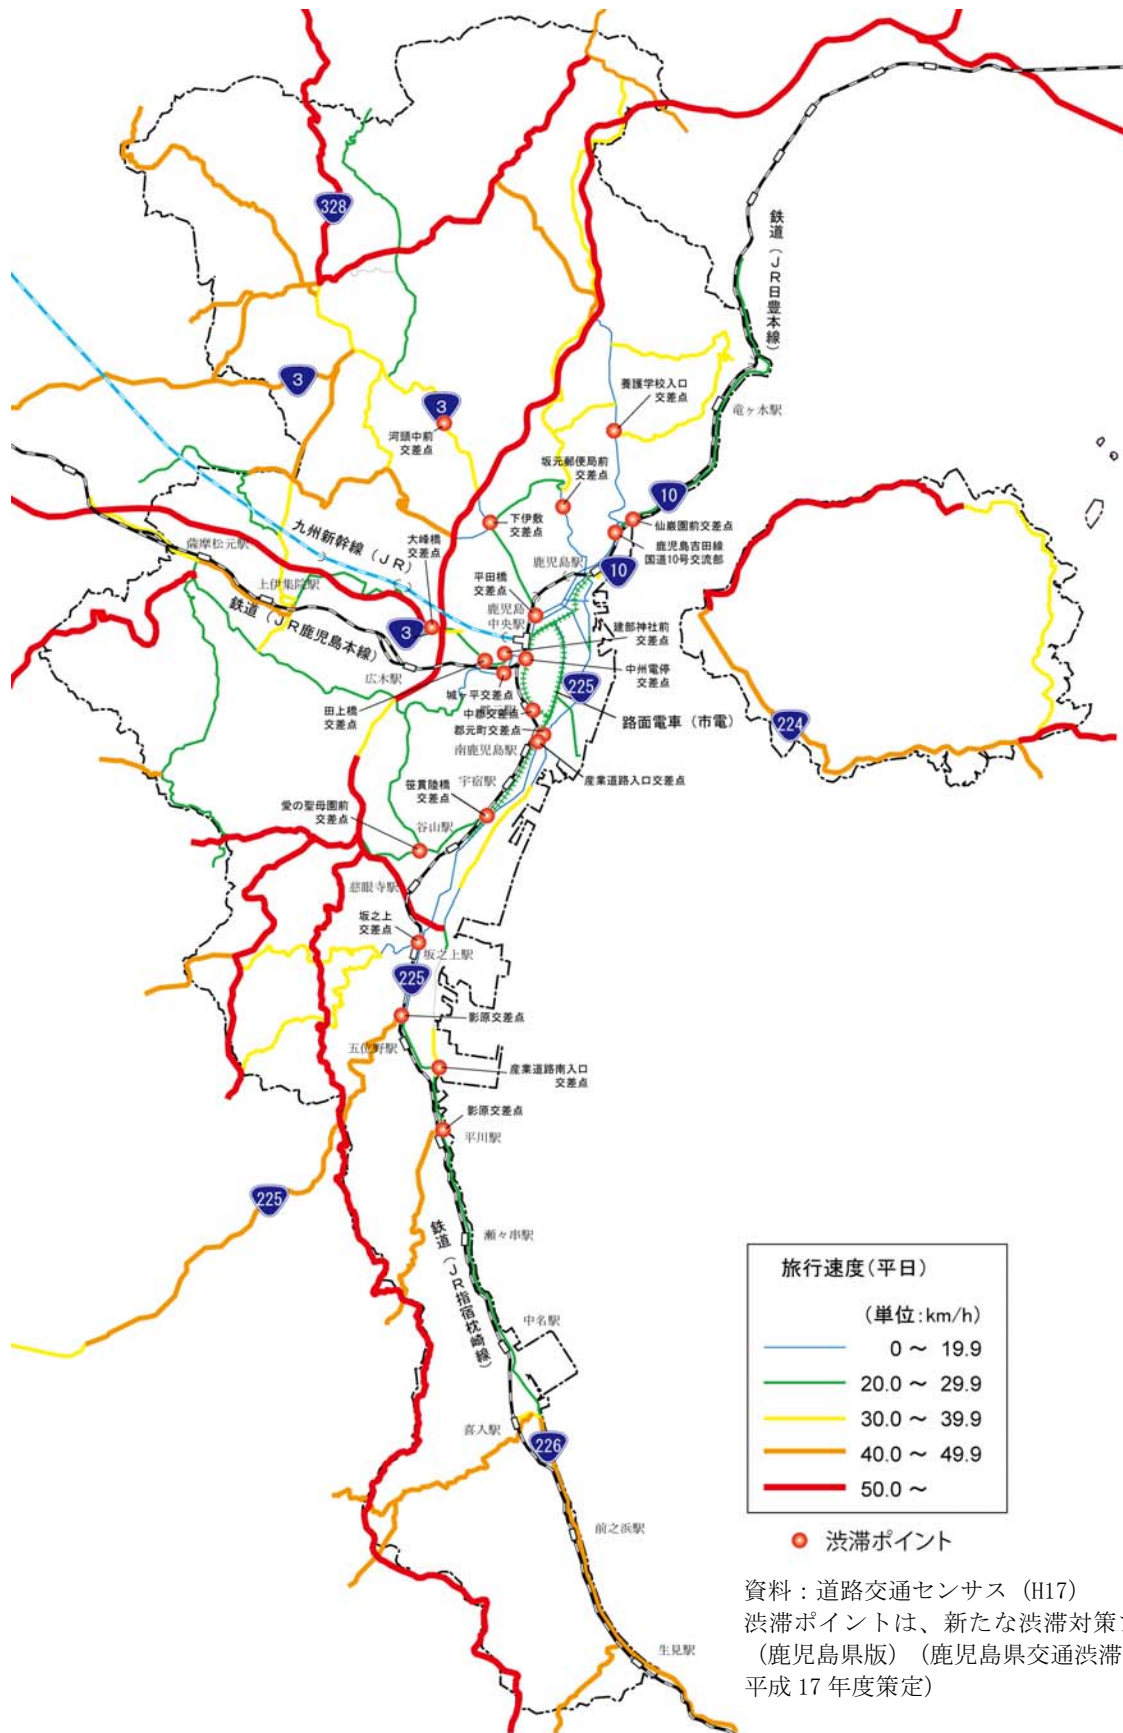 328
鉄道（ＪＲ日豊本線）
3
3
養護学校入口
交差点
竜ヶ水駅
河頭中前
交差点
坂元郵便局前
交差点
10
下伊敷
交差点
仙巌園前交差点
大峰橋
交差点
九州新幹線（ＪＲ）
鹿児島吉田線
国道10号交流部
薩摩松元駅
鹿児島駅
10
上伊集院駅
平田橋
交差点
鹿児島
中央駅
鉄道（ＪＲ鹿児島本線）
3
建部神社前
交差点
中州電停
交差点
広木駅
225
城ヶ平交差点
田上橋
交差点
中郡交差点
路面電車（市電）
224
郡元町交差点
南鹿児島駅
産業道路入口交差点
宇宿駅
笹貫陸橋
交差点
愛の聖母園前
交差点
谷山駅
慈眼寺駅
坂之上
交差点
坂之上駅
225
影原交差点
五位野駅
産業道路南入口
交差点
影原交差点
平川駅
225
瀬々串駅
鉄道（ＪＲ指宿枕崎線）
中名駅
喜入駅
226
前之浜駅
生見駅
旅行速度(平日)
(単位:km/h)
0 ～ 19.9
20.0 ～ 29.9
30.0 ～ 39.9
40.0 ～ 49.9
50.0 ～
渋滞ポイント
資料：道路交通センサス（H17）
渋滞ポイントは、新たな渋滞対策
（鹿児島県版）（鹿児島県交通渋滞
平成 17 年度策定）